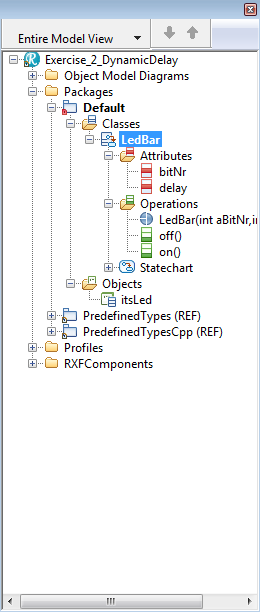 Entire Model View
Exercise_2_DynamicDelay
Object Model Diagrams
Packages
Default
Classes
LedBar
Attributes
bitNr
delay
Operations
LedBar(int aBitNr,in
off()
on()
Statechart
Objects
itsLed
PredefinedTypes (REF)
PredefinedTypesCpp (REF)
Profiles
RXFComponents